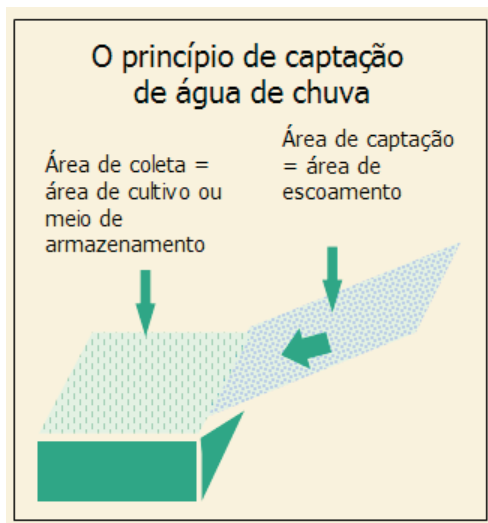 O princípio de captação
de água de chuva
Área de coleta =
área de cultivo ou
meio de
armazenamento
Área de captação
= área de
escoamento